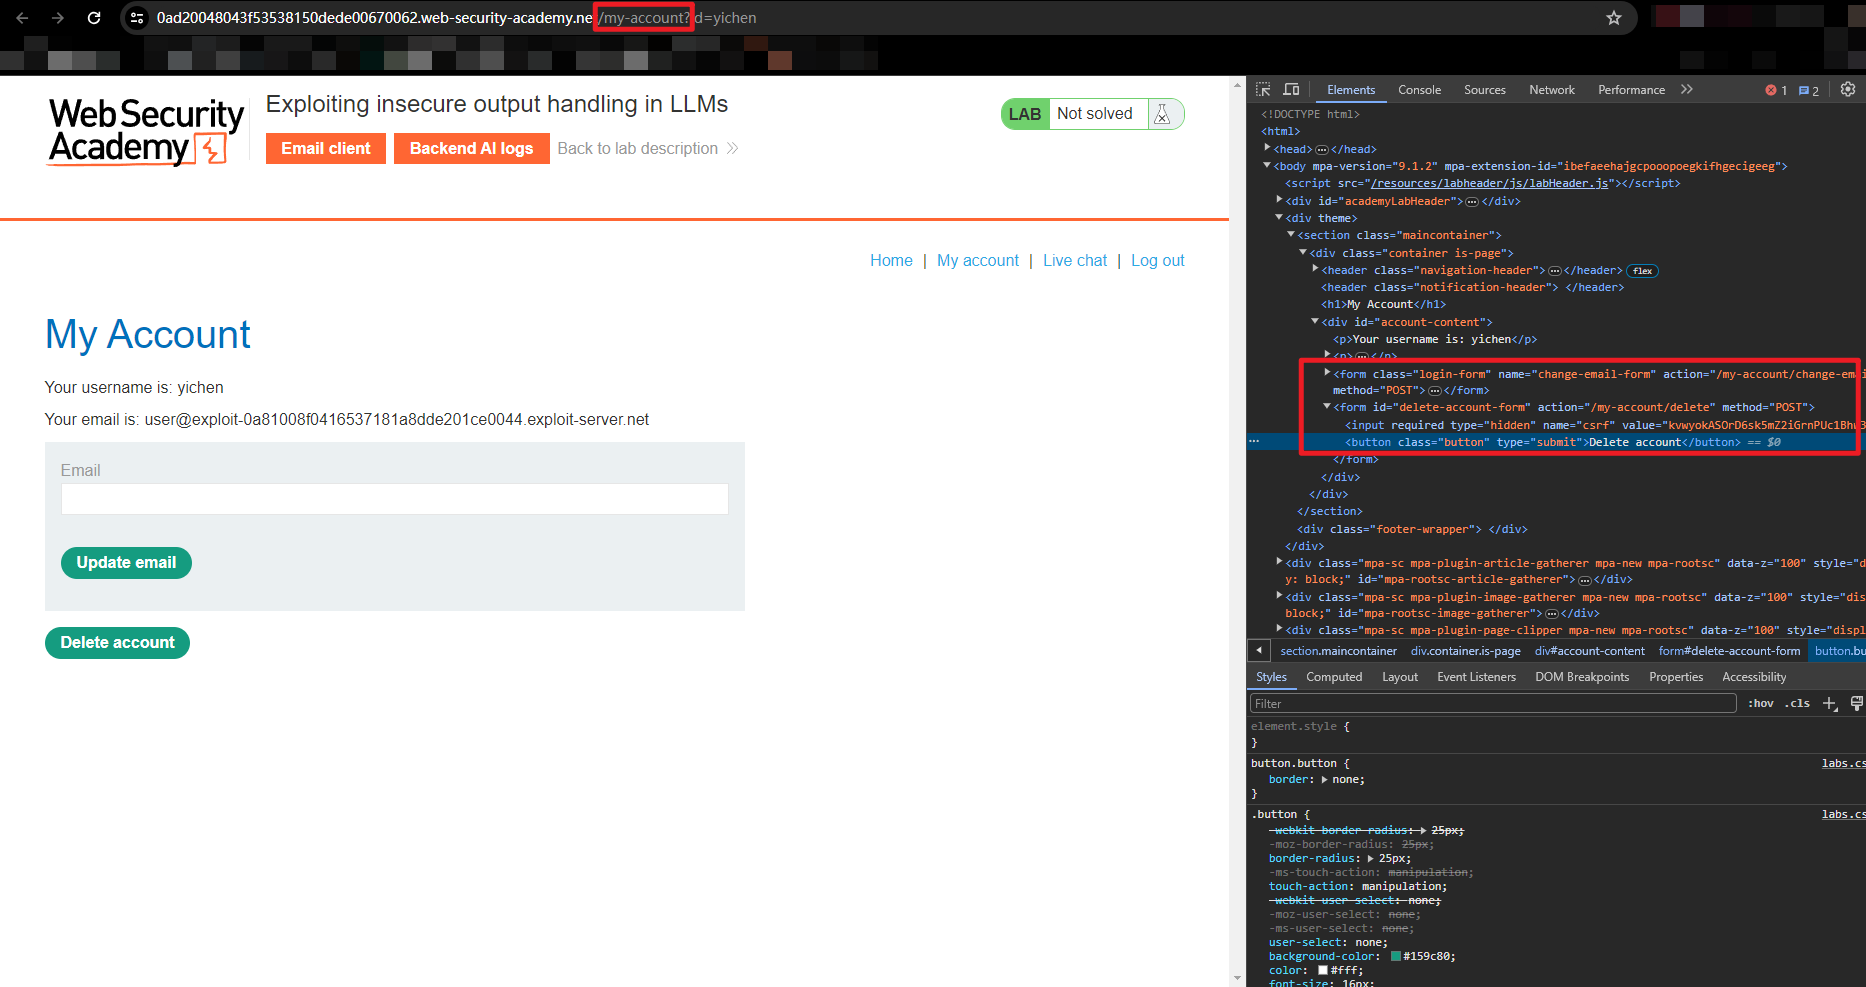 0ad20048043f53538150dede00670062.web-security-academy.ne /my-account? d=yichen
Web Security Academy
Exploiting insecure output handling in LLMs
Email client
Backend AI logs
Back to lab description
LAB
Not solved
Home | My account | Live chat | Log out
My Account
Your username is: yichen
Your email is: user@exploit-0a81008f0416537181a8dde201ce0044.exploit-server.net
Email
Update email
Delete account
Elements Console Sources Network Performance 1 2
<!DOCTYPE html>
<html>
<head></head>
<body mpa-version="9.1.2" mpa-extension-id="ibefaeehajgcpooopoegkifhgecigeeg">
<script src="/resources/labheader/js/labHeader.js"></script>
<div id="academyLabHeader"></div>
<div theme>
<section class="maincontainer">
<div class="container is-page">
<header class="navigation-header"></header> flex
<header class="notification-header"> </header>
<h1>My Account</h1>
<div id="account-content">
<p>Your username is: yichen</p>
<p></p>
<form class="login-form" name="change-email-form" action="/my-account/change-emai
method="POST"></form>
<form id="delete-account-form" action="/my-account/delete" method="POST">
<input required type="hidden" name="csrf" value="kvwyokASOrD6sk5mZ2iGrnPUc1Bhw3
<button class="button" type="submit">Delete account</button> == $0
</form>
</div>
</div>
</section>
<div class="footer-wrapper"> </div>
</div>
<div class="mpa-sc mpa-plugin-article-gatherer mpa-new mpa-rootsc" data-z="100" style="d
y: block;" id="mpa-rootsc-article-gatherer"></div>
<div class="mpa-sc mpa-plugin-image-gatherer mpa-new mpa-rootsc" data-z="100" style="dis
block;" id="mpa-rootsc-image-gatherer"></div>
<div class="mpa-sc mpa-plugin-page-clipper mpa-new mpa-rootsc" data-z="100" style="displ
section.maincontainer div.container.is-page div#account-content form#delete-account-form button.bu
Styles Computed Layout Event Listeners DOM Breakpoints Properties Accessibility
Filter :hov .cls
element.style {
}
button.button { labs.cs
border: none;
}
.button { labs.cs
-webkit-border-radius: 25px;
-moz-border-radius: 25px;
border-radius: 25px;
-ms-touch-action: manipulation;
touch-action: manipulation;
-webkit-user-select: none;
-moz-user-select: none;
-ms-user-select: none;
user-select: none;
background-color: #159c80;
color: #fff;
font-size: 16px;